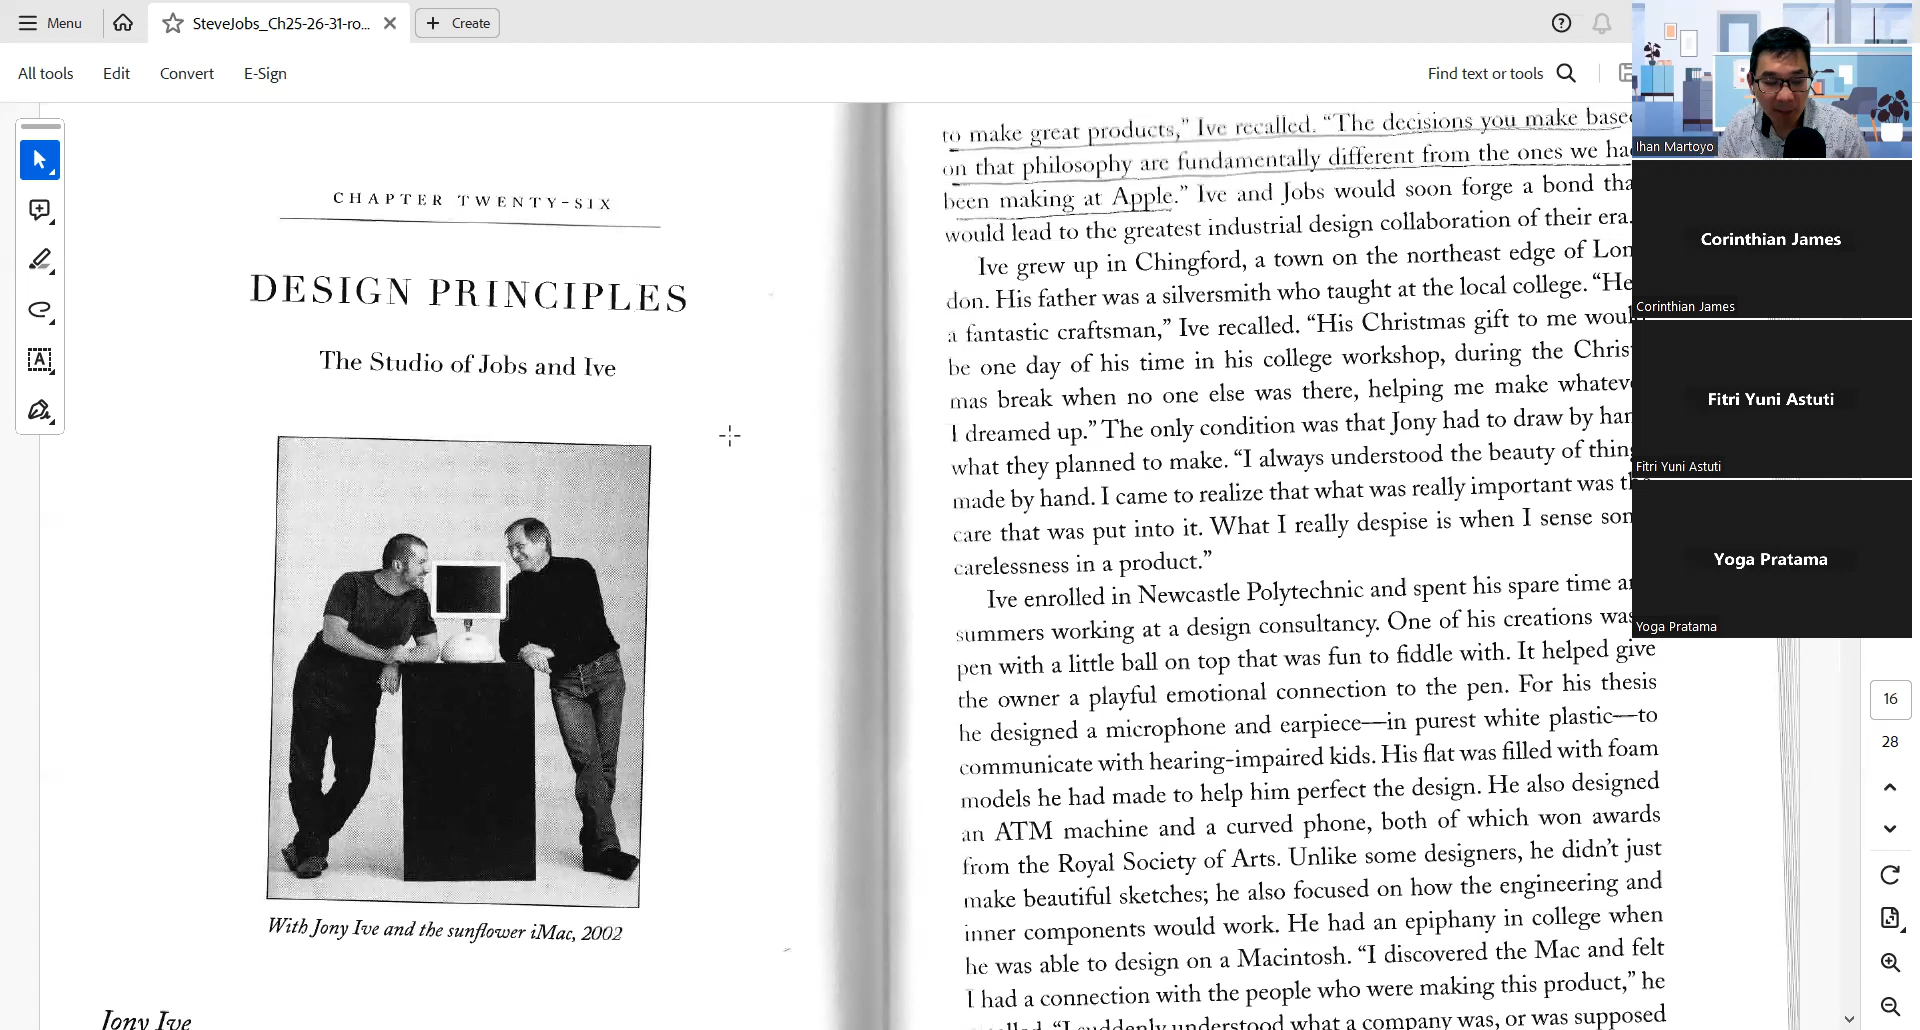 Menu
SteveJobs_Ch25-26-31-ro...
Create
All tools
Edit
Convert
E-Sign
Find text or tools
CHAPTER TWENTY-SIX
DESIGN PRINCIPLES
The Studio of Jobs and Ive
With Jony Ive and the sunflower iMac, 2002
Jony Ive
to make great products,” Ive recalled. “The decisions you make
on that philosophy are fundamentally different from the ones we
been making at Apple.” Ive and Jobs would soon forge a bond
would lead to the greatest industrial design collaboration of their era.
Ive grew up in Chingford, a town on the northeast edge of Lon
don. His father was a silversmith who taught at the local college. “He
a fantastic craftsman,” Ive recalled. “His Christmas gift to me
be one day of his time in his college workshop, during the
mas break when no one else was there, helping me make
I dreamed up.” The only condition was that Jony had to draw by
what they planned to make. “I always understood the beauty of
made by hand. I came to realize that what was really important was
care that was put into it. What I really despise is when I sense
carelessness in a product.”
Ive enrolled in Newcastle Polytechnic and spent his spare time
summers working at a design consultancy. One of his creations was
pen with a little ball on top that was fun to fiddle with. It helped give
the owner a playful emotional connection to the pen. For his thesis
he designed a microphone and earpiece—in purest white plastic—to
communicate with hearing-impaired kids. His flat was filled with foam
models he had made to help him perfect the design. He also designed
an ATM machine and a curved phone, both of which won awards
from the Royal Society of Arts. Unlike some designers, he didn’t just
make beautiful sketches; he also focused on how the engineering and
inner components would work. He had an epiphany in college when
he was able to design on a Macintosh. “I discovered the Mac and felt
I had a connection with the people who were making this product,” he
“I suddenly understood what a company was, or was supposed
Ihan Martoyo
Corinthian James
Corinthian James
Fitri Yuni Astuti
Fitri Yuni Astuti
Yoga Pratama
Yoga Pratama
16
28